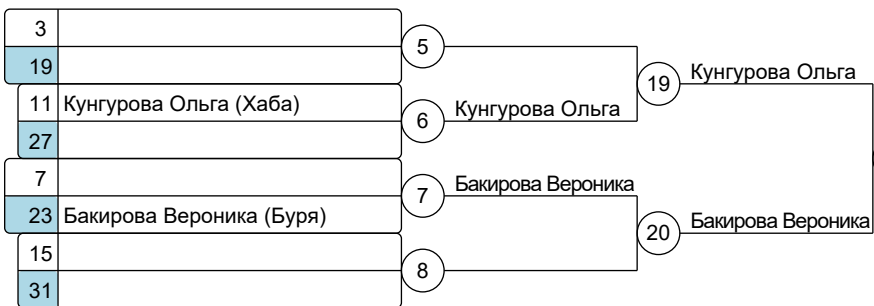 3
19
5
11 Кунгурова Ольга (Хаба)
27
6 Кунгурова Ольга
19 Кунгурова Ольга
7
23 Бакирова Вероника (Буря)
7 Бакирова Вероника
15
31
8
20 Бакирова Вероника